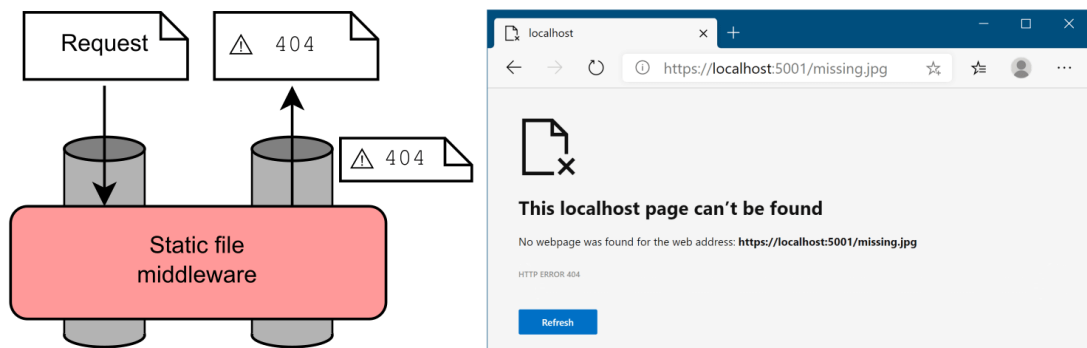 Request
404
404
Static file
middleware
localhost
https://localhost:5001/missing.jpg
This localhost page can’t be found
No webpage was found for the web address: https://localhost:5001/missing.jpg
HTTP ERROR 404
Refresh